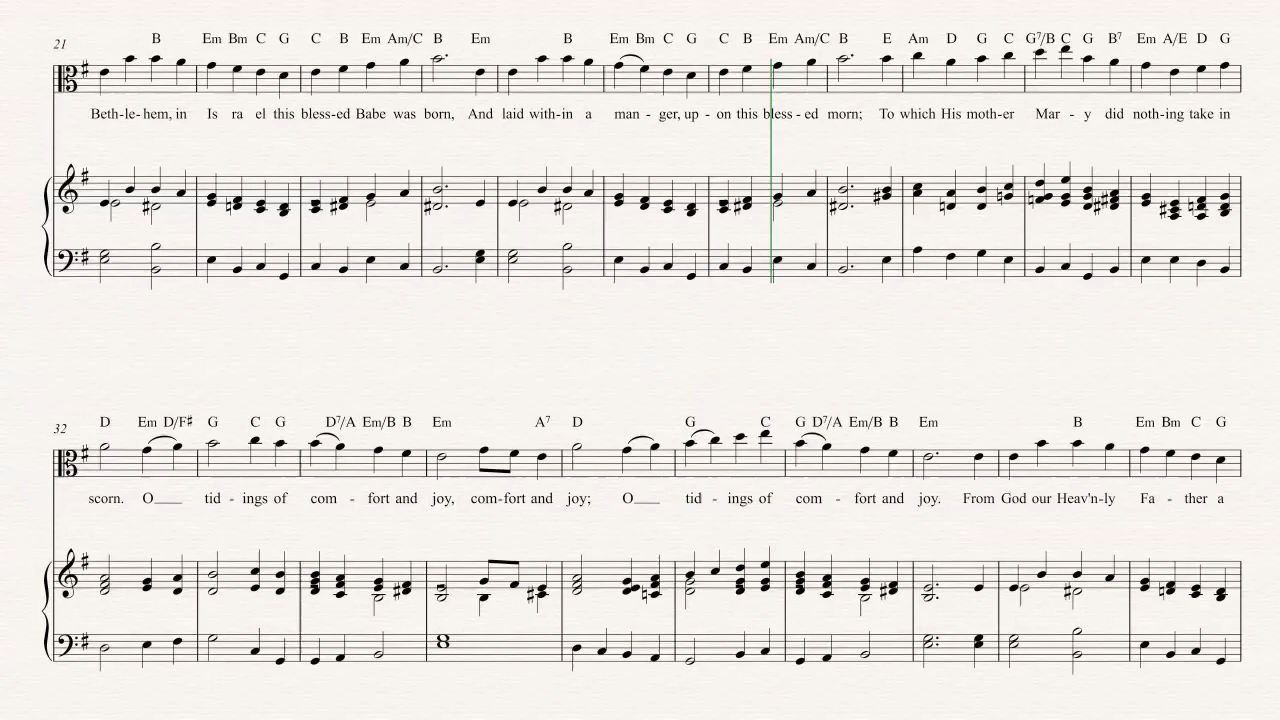 21
B Em Bm C G C B Em Am/C B Em B Em Bm C G C B Em Am/C B E Am D G C G7/B C G B7 Em A/E D G
Beth-le-hem, in Is ra el this bless-ed Babe was born, And laid with-in a man - ger, up - on this bless - ed morn; To which His moth-er Mar - y did noth-ing take in
32
D Em D/F♯ G C G D7/A Em/B B Em A7 D G C G D7/A Em/B B Em B Em Bm C G
scorn. O____ tid - ings of com - fort and joy, com-fort and joy; O____ tid - ings of com - fort and joy. From God our Heav'n-ly Fa - ther a